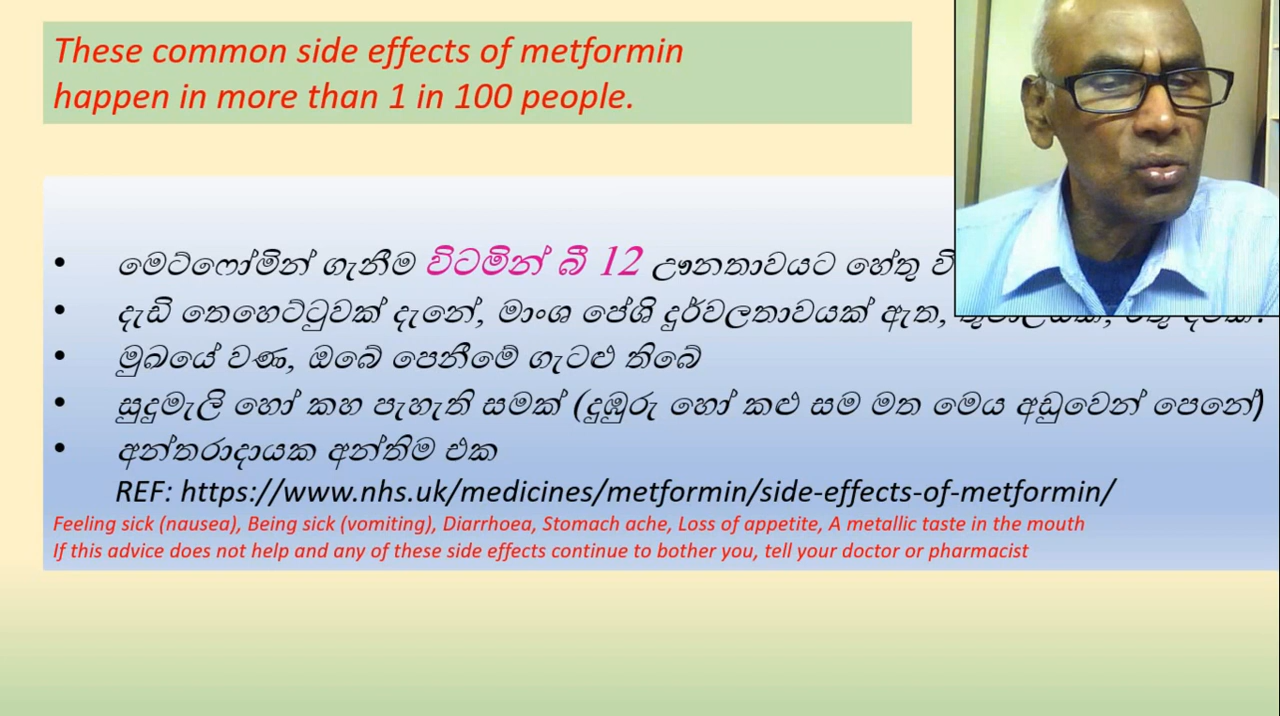 These common side effects of metformin
happen in more than 1 in 100 people.
• මෙට්ෆෝමින් ගැනීම විටමින් බී 12 ඌනතාවයට හේතු වි
• දැඩි තෙහෙට්ටුවක් දැනේ, මාංශ පේශි දුර්වලතාවයක් ඇත,
• මුඛයේ වණ, ඔබේ පෙනීමේ ගැටළු තිබේ
• සුදුමැලි හෝ කහ පැහැති සමක් (දුඹුරු හෝ කළු සම මත මෙය අඩුවෙන් පෙනේ)
• අන්තරාදායක අන්තිම එක
REF: https://www.nhs.uk/medicines/metformin/side-effects-of-metformin/
Feeling sick (nausea), Being sick (vomiting), Diarrhoea, Stomach ache, Loss of appetite, A metallic taste in the mouth
If this advice does not help and any of these side effects continue to bother you, tell your doctor or pharmacist